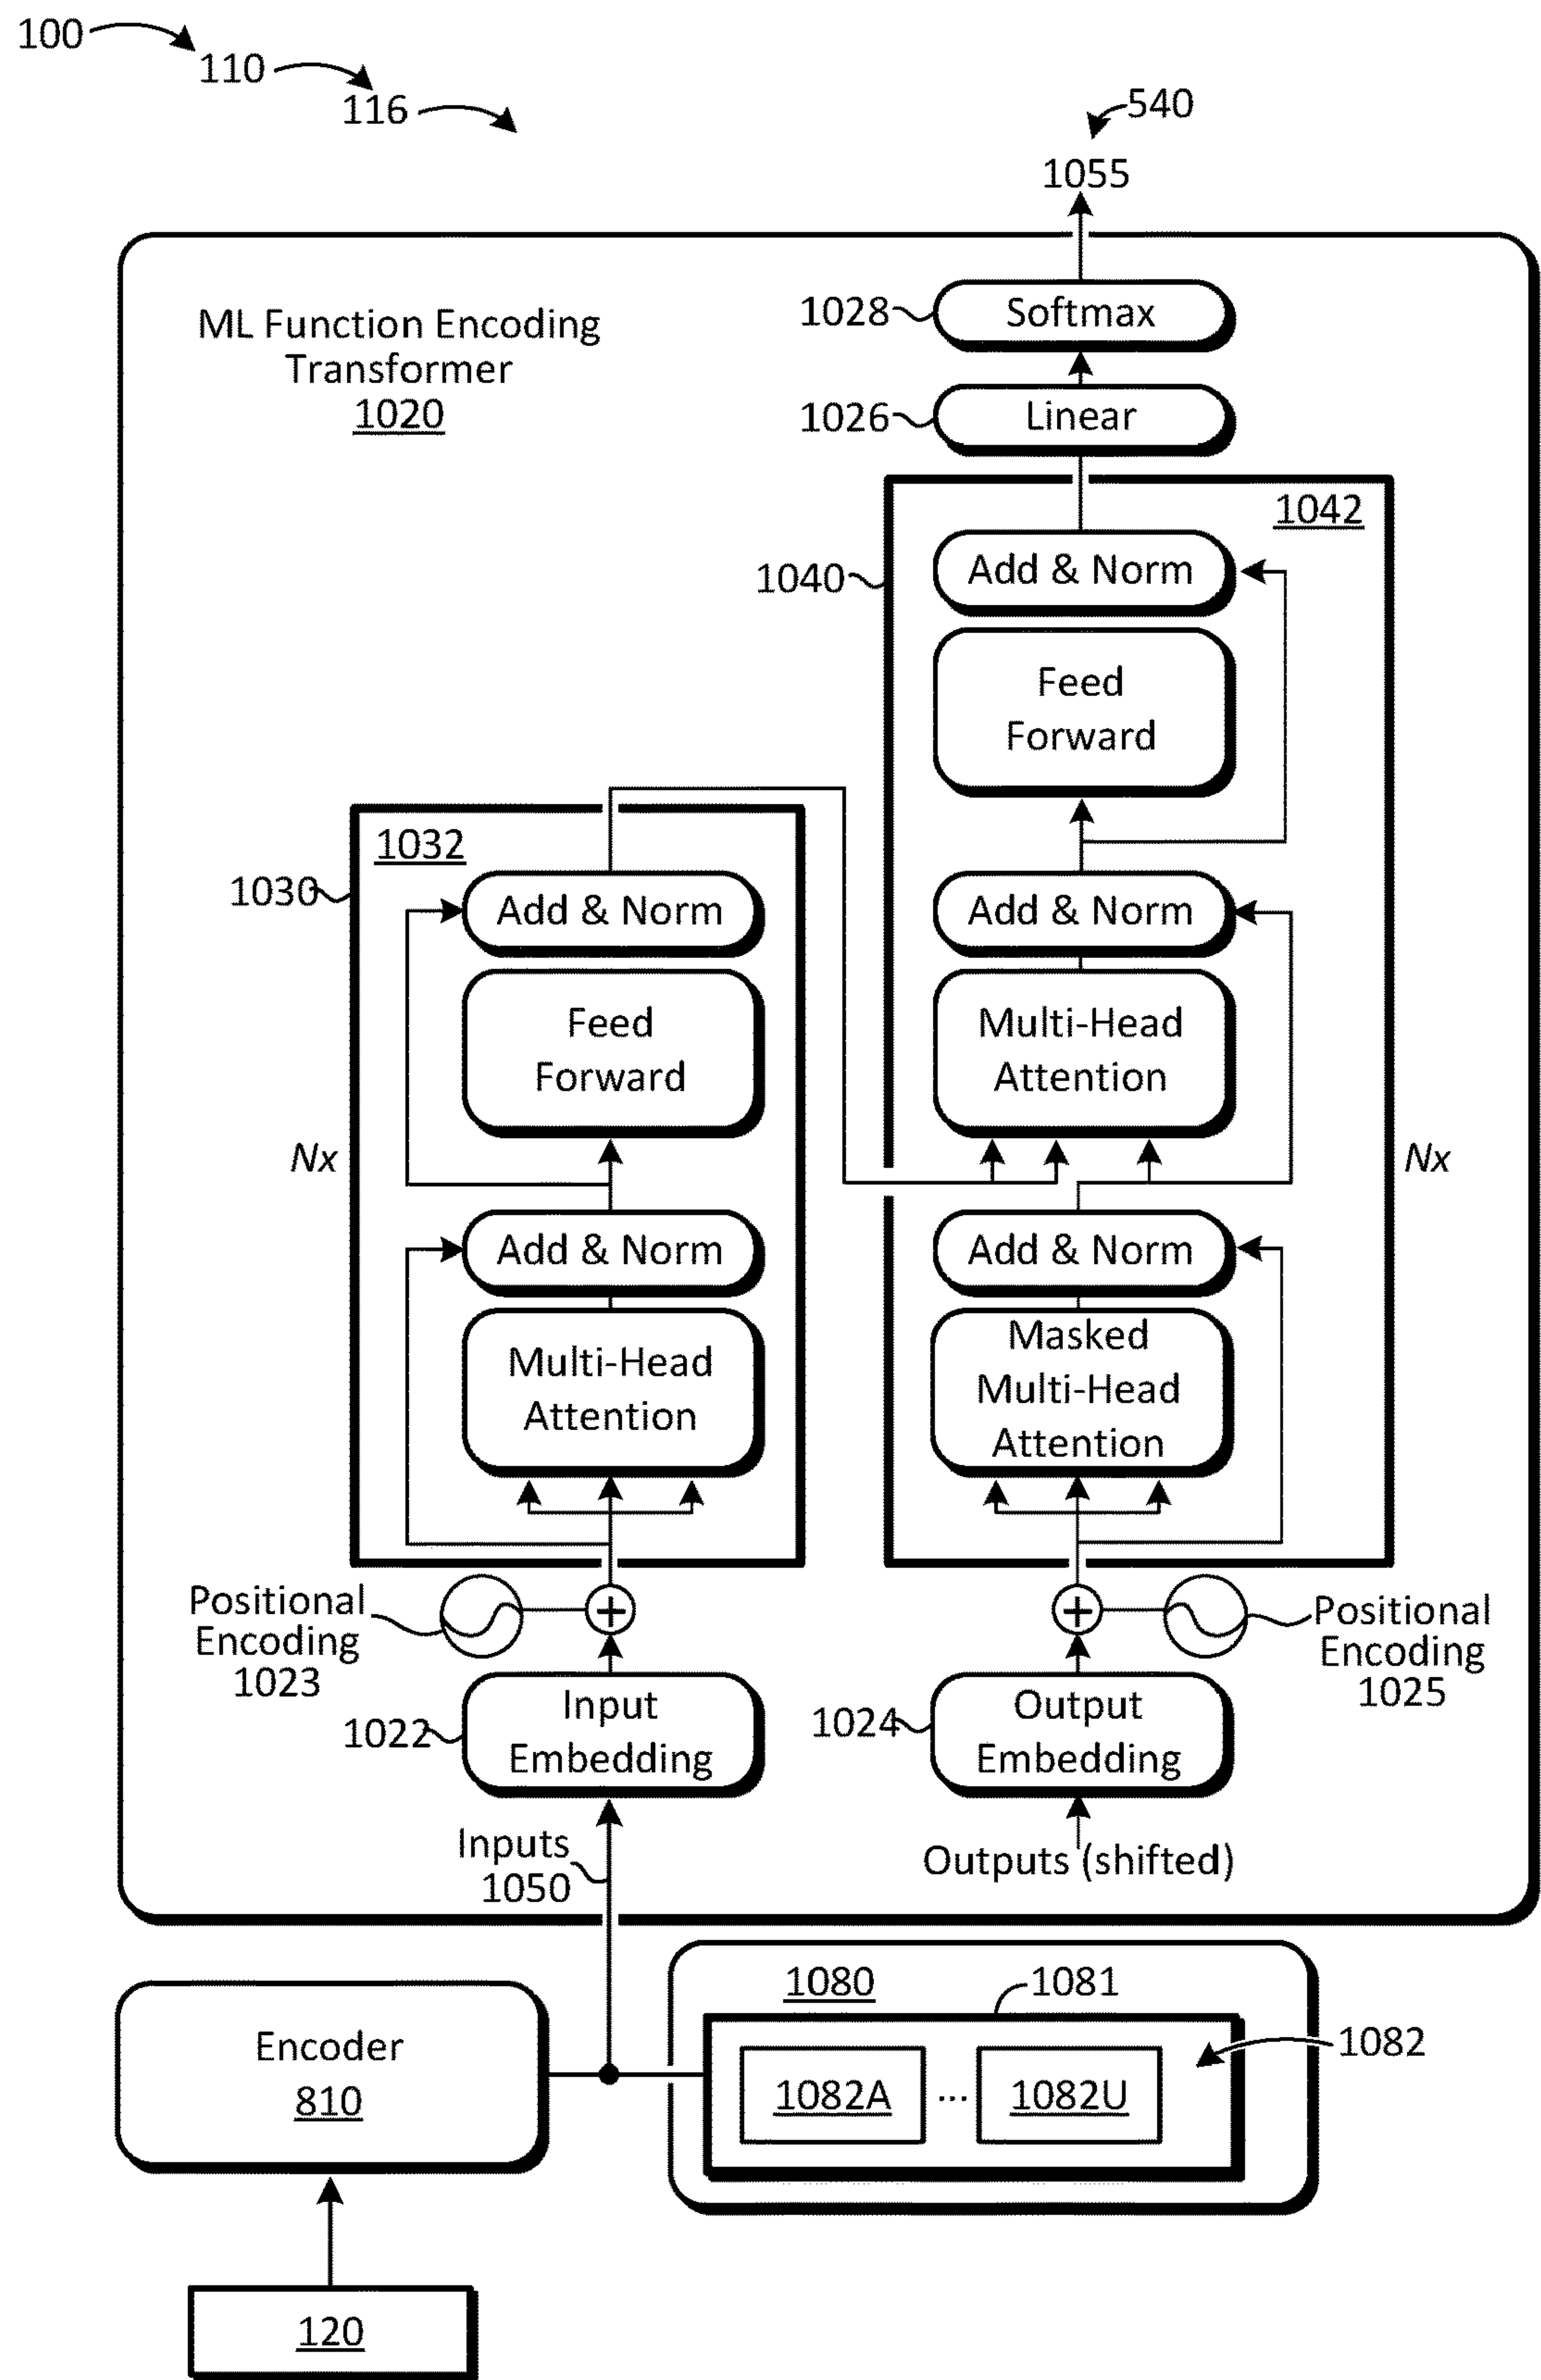 100
110
116
540
1055
ML Function Encoding
Transformer
1020
1028
Softmax
1026
Linear
1042
1040
Add & Norm
Feed
Forward
1032
1030
Add & Norm
Add & Norm
Feed
Forward
Multi-Head
Attention
Nx
Nx
Add & Norm
Add & Norm
Multi-Head
Attention
Masked
Multi-Head
Attention
Positional
Encoding
1023
+
+
Positional
Encoding
1025
1022
Input
Embedding
1024
Output
Embedding
Inputs
1050
Outputs (shifted)
Encoder
810
1080
1081
1082
1082A
...
1082U
120